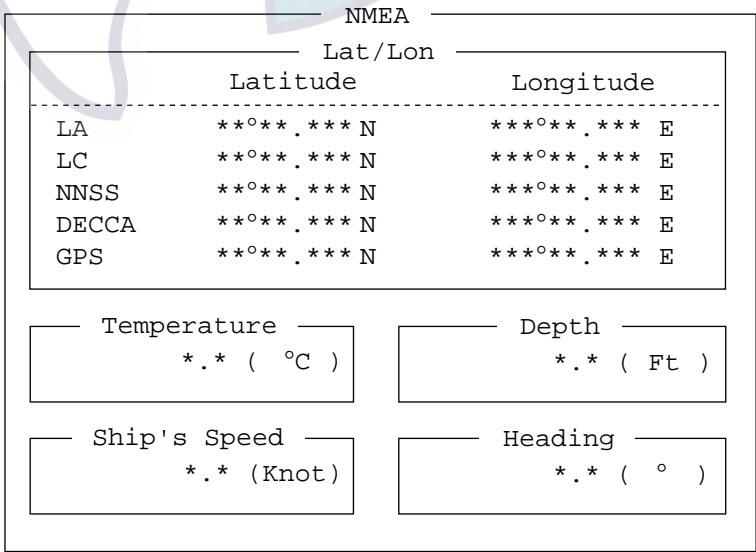 NMEA
Lat/Lon
Latitude Longitude
LA **°**.*** N ***°**.*** E
LC **°**.*** N ***°**.*** E
NNSS **°**.*** N ***°**.*** E
DECCA **°**.*** N ***°**.*** E
GPS **°**.*** N ***°**.*** E
Temperature Depth
*.* ( °C ) *.* ( Ft )
Ship's Speed Heading
*.* (Knot) *.* ( ° )